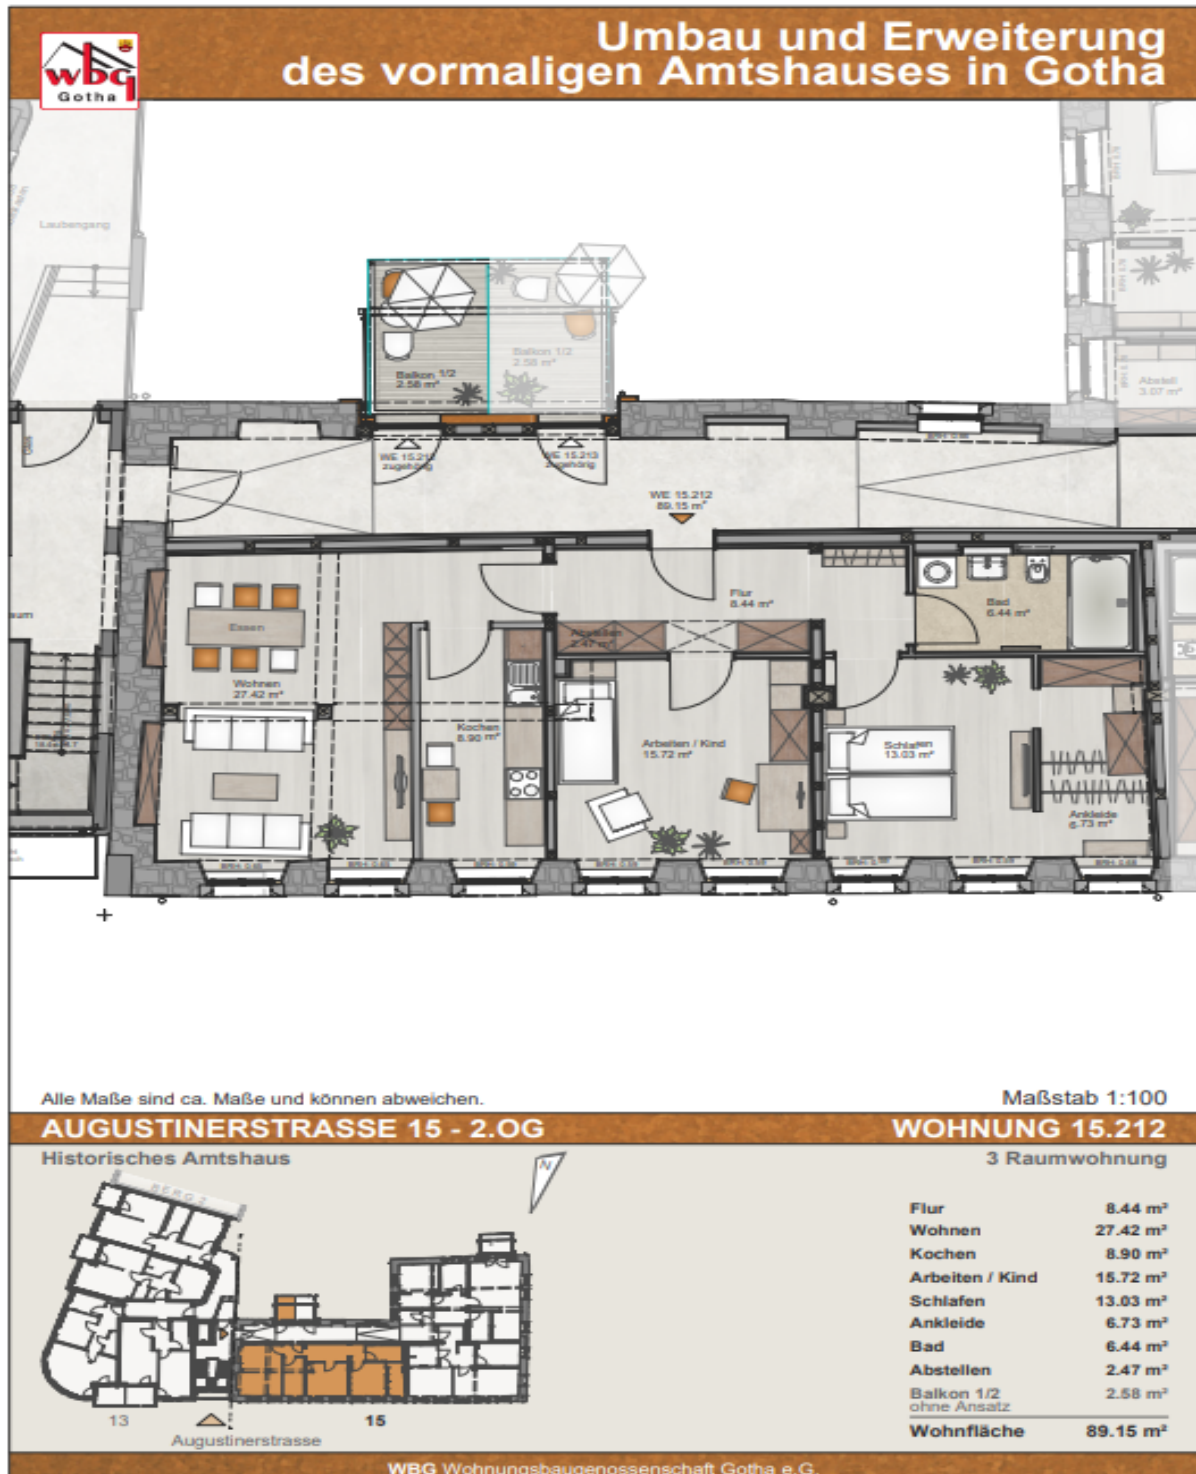 Umbau und Erweiterung
des vormaligen Amtshauses in Gotha
wbg
Gotha
Laubengang
Balkon 1/2
2.58 m²
Balkon 1/2
2.58 m²
Abstell
3.07 m²
WE 15.212
zugehörig
WE 15.213
zugehörig
WE 15.212
89.15 m²
Flur
8.44 m²
Bad
6.44 m²
Essen
Abstellen
2.47 m²
Wohnen
27.42 m²
Kochen
8.90 m²
Arbeiten / Kind
15.72 m²
Schlafen
13.03 m²
Ankleide
6.73 m²
Alle Maße sind ca. Maße und können abweichen.
Maßstab 1:100
AUGUSTINERSTRASSE 15 - 2.OG
WOHNUNG 15.212
Historisches Amtshaus
3 Raumwohnung
N
BERG 2
13
15
Augustinerstrasse
Flur 8.44 m²
Wohnen 27.42 m²
Kochen 8.90 m²
Arbeiten / Kind 15.72 m²
Schlafen 13.03 m²
Ankleide 6.73 m²
Bad 6.44 m²
Abstellen 2.47 m²
Balkon 1/2 2.58 m²
ohne Ansatz
Wohnfläche 89.15 m²
WBG Wohnungsbaugenossenschaft Gotha e.G.